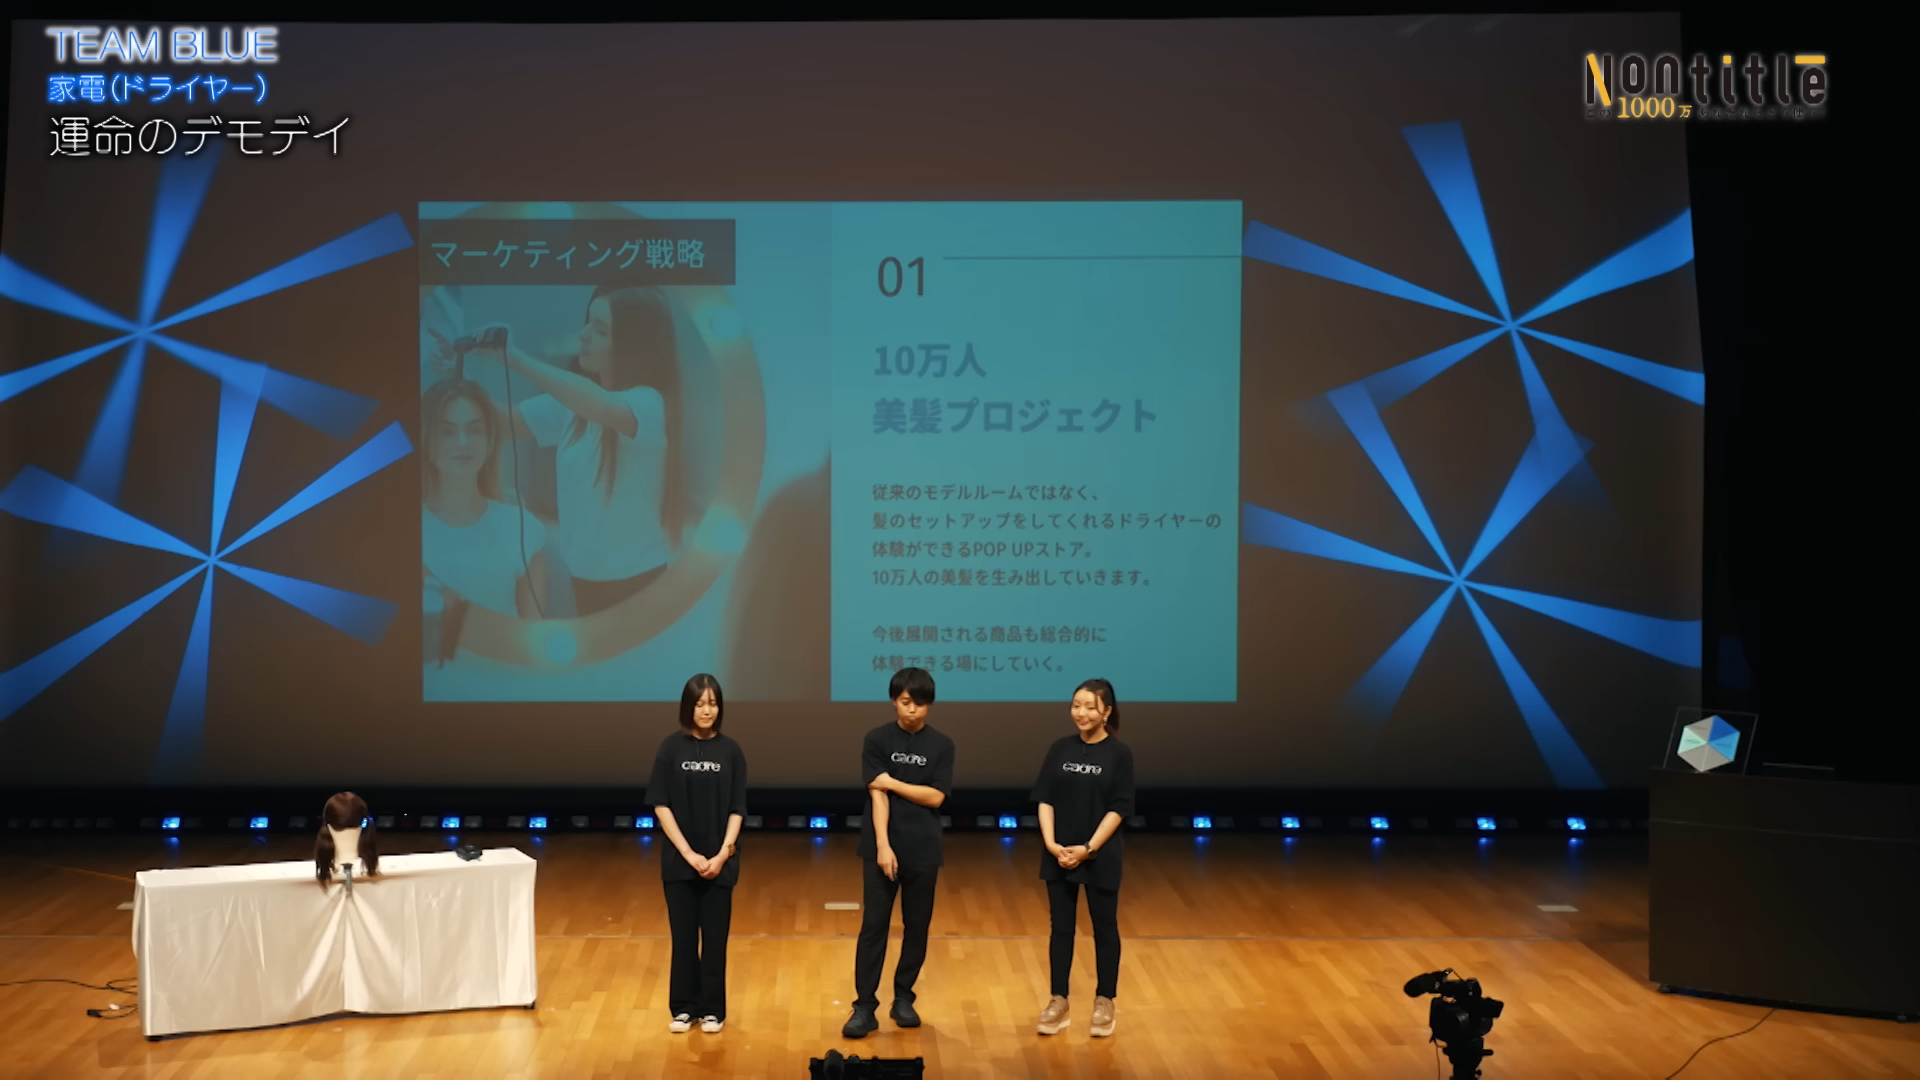 TEAM BLUE
家電(ドライヤー)
運命のデモデイ
Nontitle
1000万
マーケティング戦略
01
10万人
美髪プロジェクト
従来のモデルルームではなく、
髪のセットアップをしてくれるドライヤーの
体験ができるPOP UPストア。
10万人の美髪を生み出していきます。
今後展開される商品も総合的に
体験できる場にしていく。
cadre
cadre
cadre